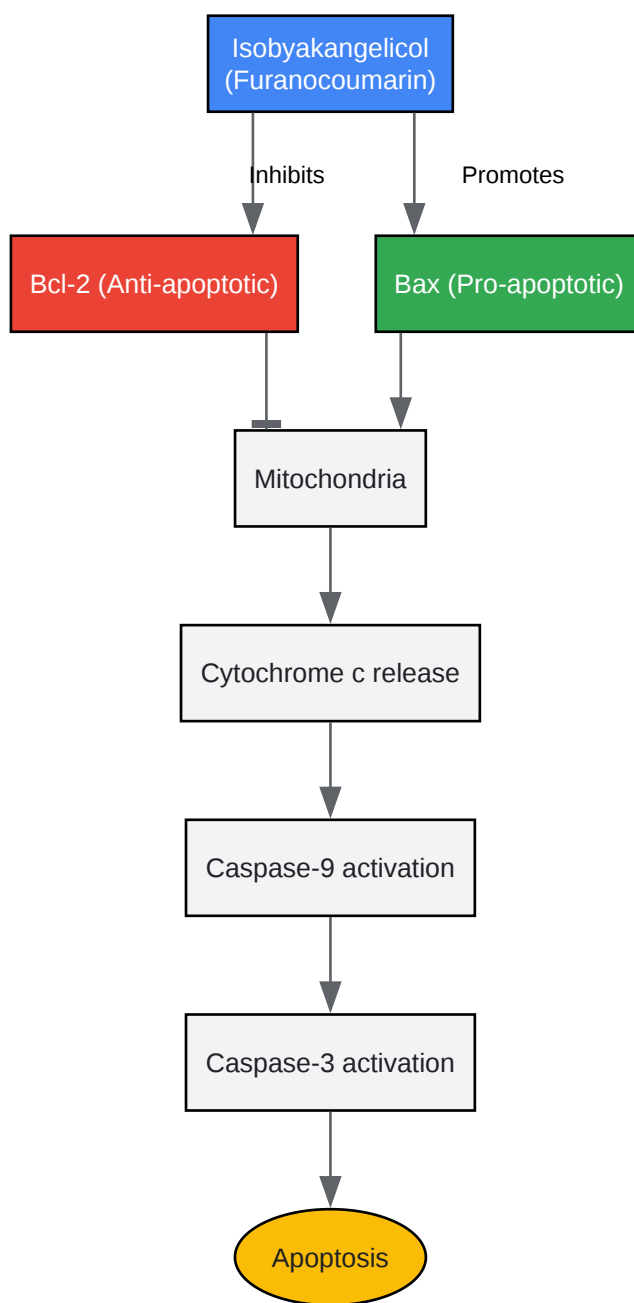 Isobyakangelicol
(Furanocoumarin)
Inhibits
Promotes
Bcl-2 (Anti-apoptotic)
Bax (Pro-apoptotic)
Mitochondria
Cytochrome c release
Caspase-9 activation
Caspase-3 activation
Apoptosis